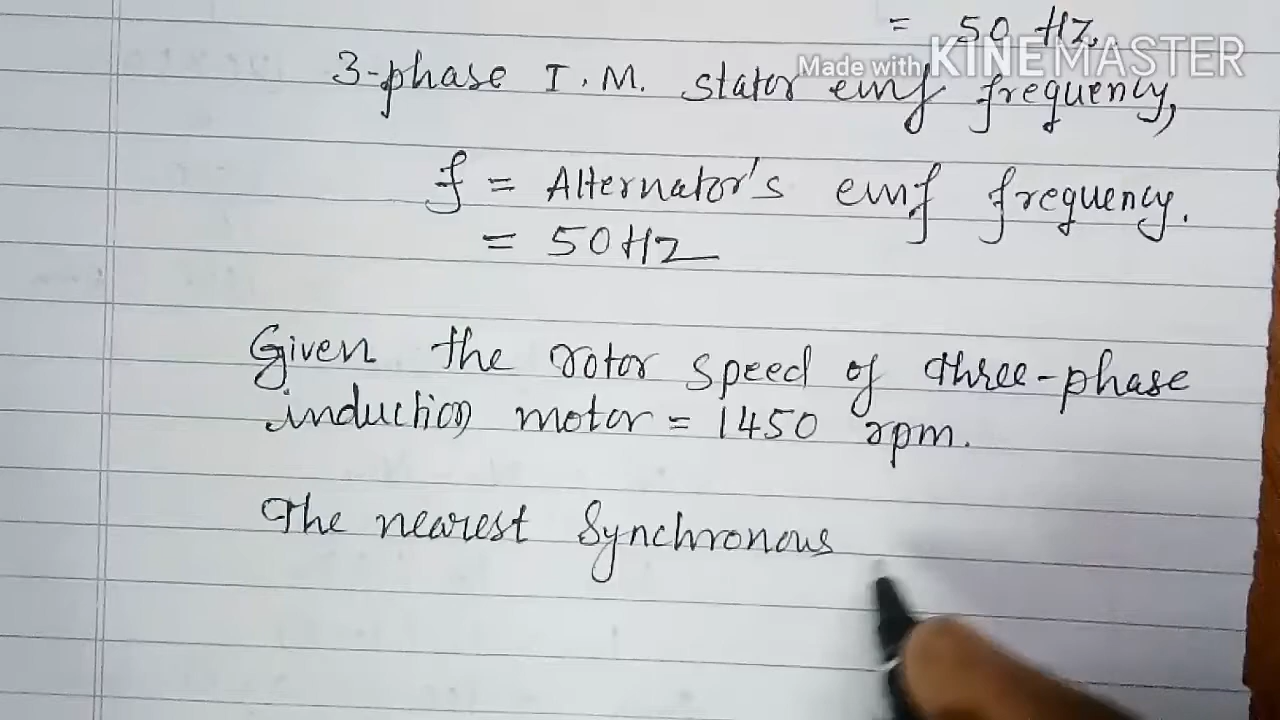 = 50 Hz.
Made with KINEMASTER
3-phase I.M. stator emf frequency,
f = Alternator's emf frequency.
= 50Hz
Given the rotor speed of three-phase
induction motor = 1450 rpm.
The nearest Synchronous